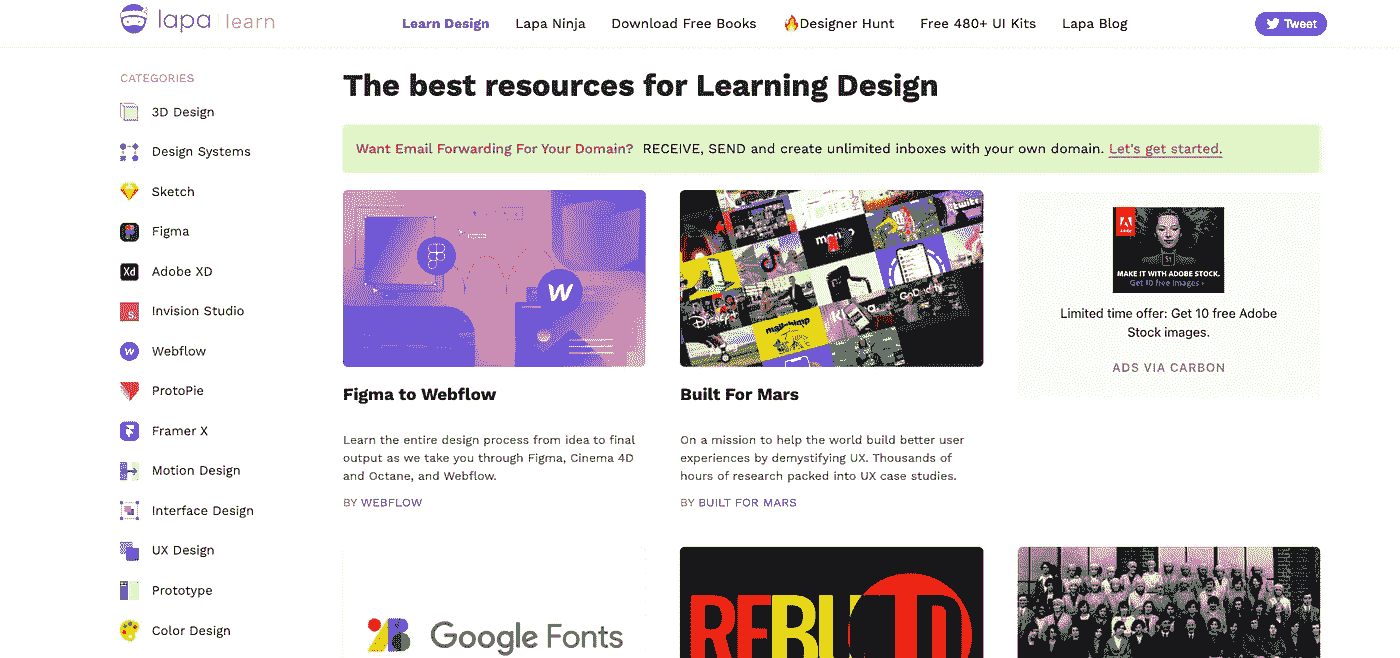 lapa learn
Learn Design
Lapa Ninja
Download Free Books
🔥Designer Hunt
Free 480+ UI Kits
Lapa Blog
Tweet
CATEGORIES
3D Design
Design Systems
Sketch
Figma
Adobe XD
Invision Studio
Webflow
ProtoPie
Framer X
Motion Design
Interface Design
UX Design
Prototype
Color Design
The best resources for Learning Design
Want Email Forwarding For Your Domain? RECEIVE, SEND and create unlimited inboxes with your own domain. Let's get started.
Figma to Webflow
Learn the entire design process from idea to final
output as we take you through Figma, Cinema 4D
and Octane, and Webflow.
BY WEBFLOW
Built For Mars
On a mission to help the world build better user
experiences by demystifying UX. Thousands of
hours of research packed into UX case studies.
BY BUILT FOR MARS
Adobe
St
MAKE IT WITH ADOBE STOCK.
Get 10 free images ›
Limited time offer: Get 10 free Adobe
Stock images.
ADS VIA CARBON
Google Fonts